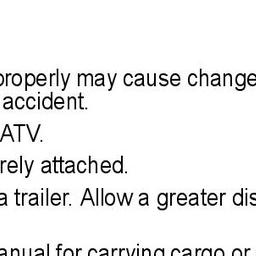 properly may cause change
accident.
ATV.
rely attached.
a trailer. Allow a greater dis
anual for carrying cargo or